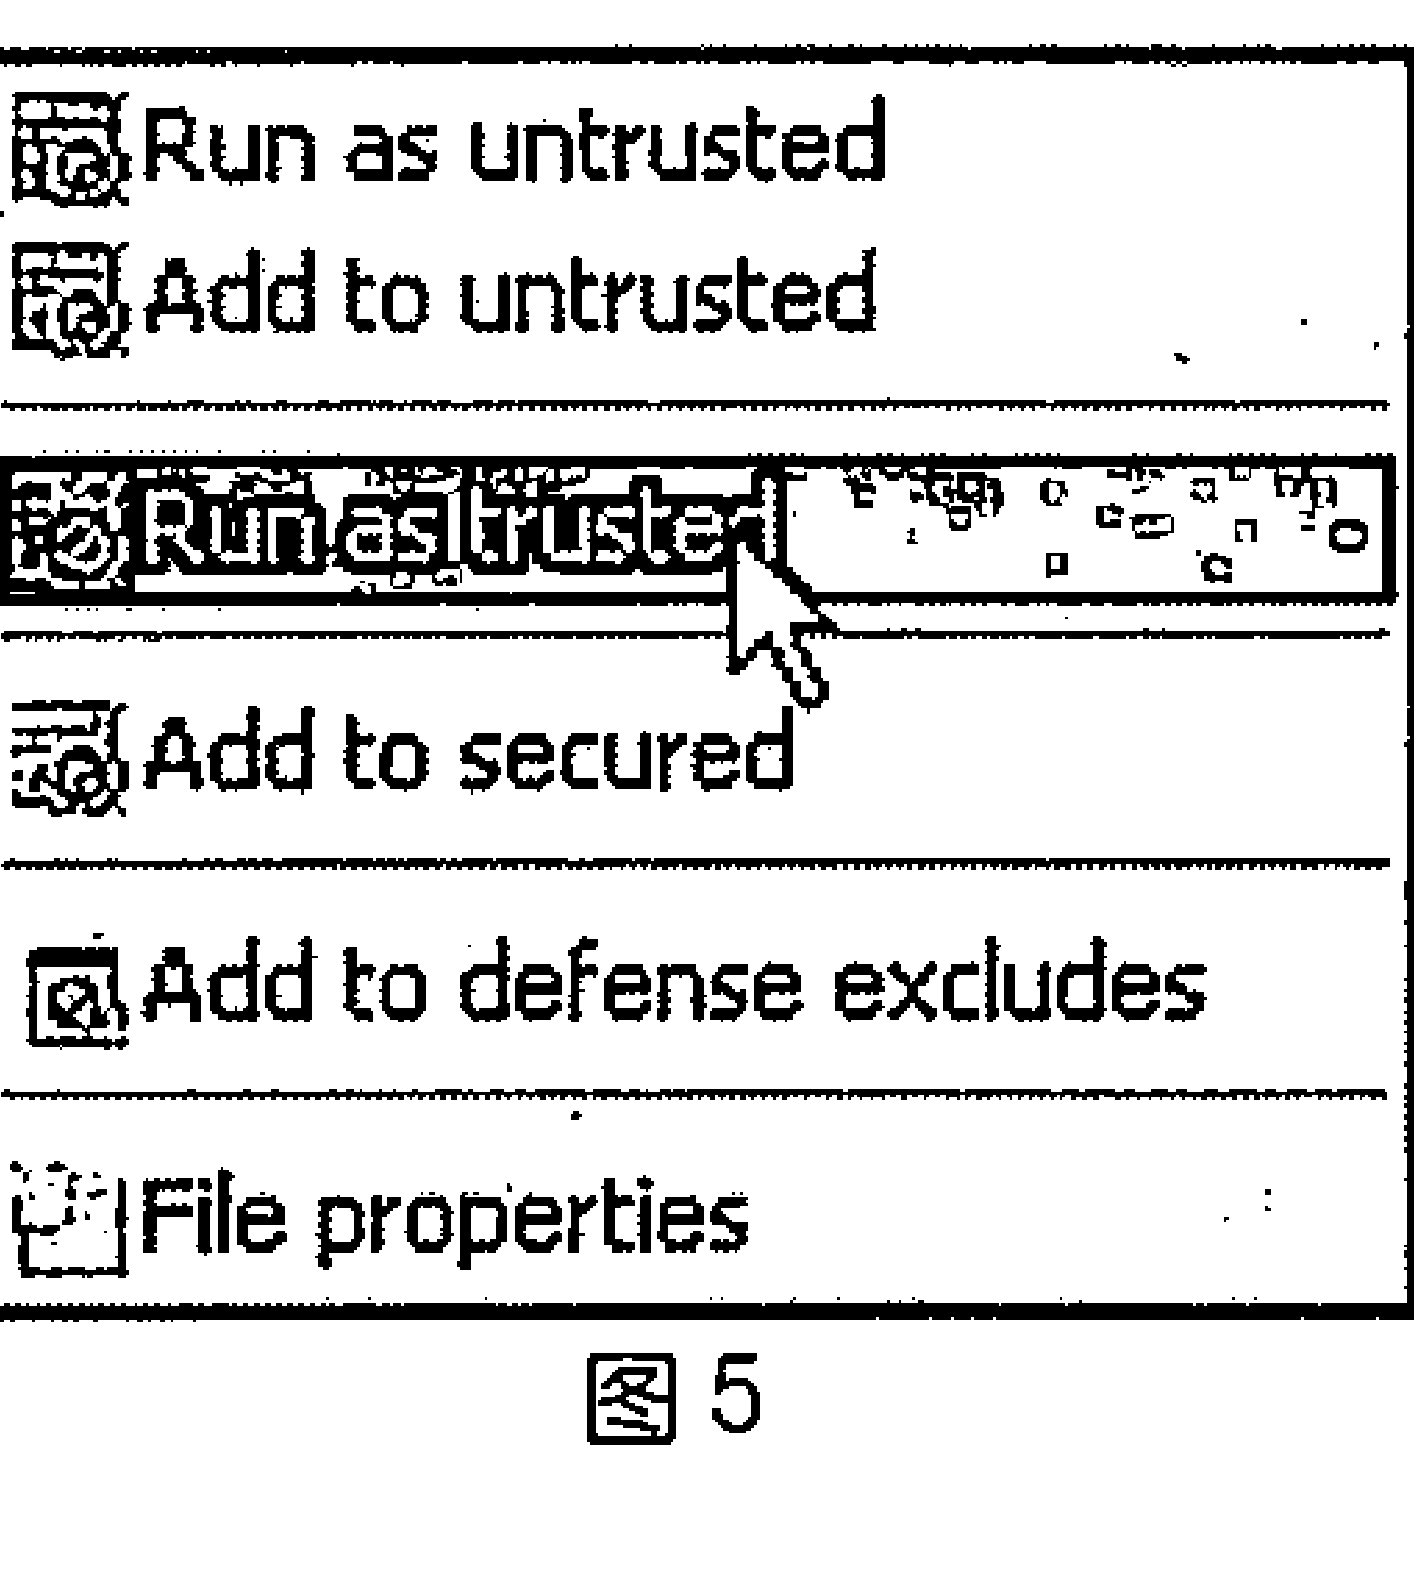 Run as untrusted
Add to untrusted
Run as trusted
Add to secured
Add to defense excludes
File properties
图 5